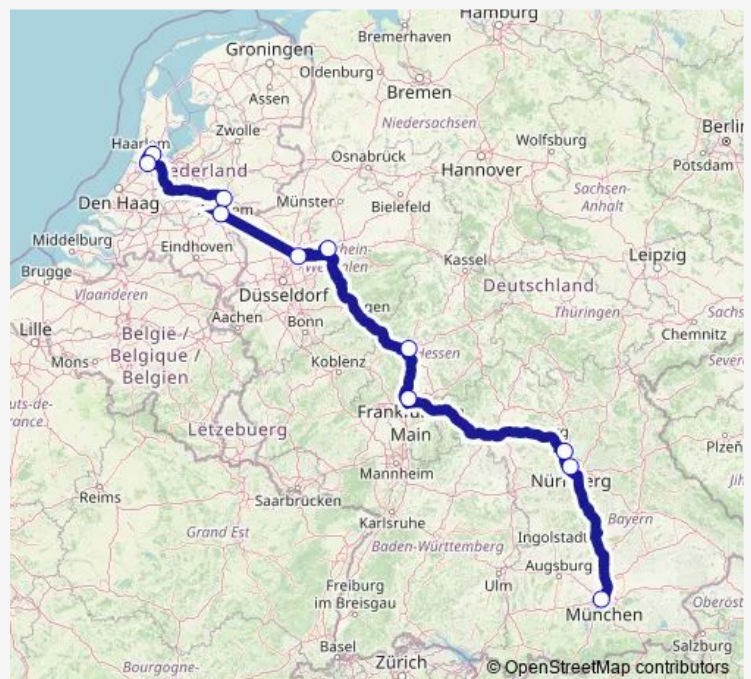 Hamburg
Groningen
Bremerhaven
Oldenburg
Assen
Bremen
Zwolle
Niedersachsen
Berlin
Haarlem
Wolfsburg
Osnabrück
Hannover
Potsdam
Nederland
Den Haag
Münster
Bielefeld
Sachsen-
Anhalt
Middelburg
Eindhoven
Kassel
Leipzig
Brugge
Vlaanderen
Düsseldorf
Deutschland
Aachen
Thüringen
Lille
België /
Belgique /
Belgien
Bonn
Chemnitz
Mons
Koblenz
Hessen
Lëtzebuerg
Main
Mannheim
Reims
Saarbrücken
Karlsruhe
Bayern
Grand Est
Baden-Württemberg
Ingolstadt
Augsburg
Freiburg
im Breisgau
Ulm
München
Basel
Salzburg
Zürich
Bourgogne-
© OpenStreetMap contributors